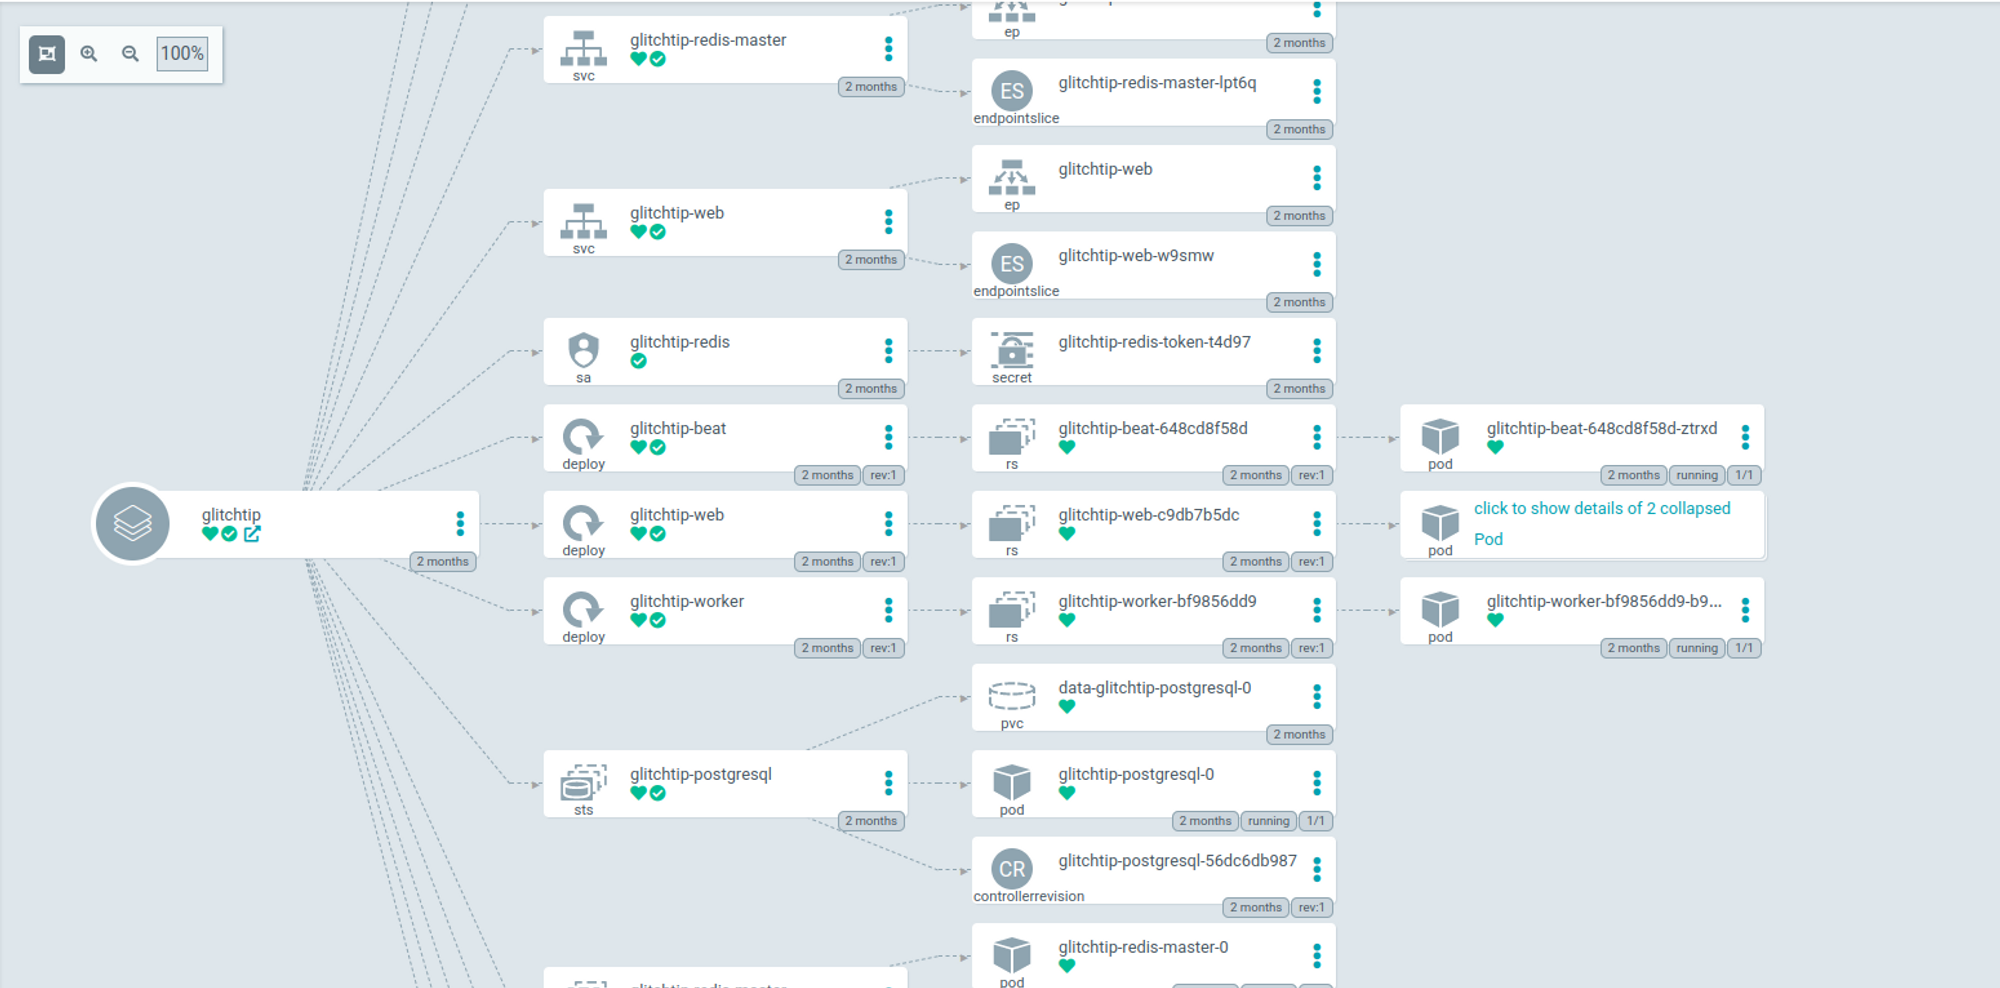 100%
glitchtip
2 months
glitchtip-redis-master
svc
2 months
glitchtip-web
svc
2 months
glitchtip-redis
sa
2 months
glitchtip-beat
deploy
2 months rev:1
glitchtip-web
deploy
2 months rev:1
glitchtip-worker
deploy
2 months rev:1
glitchtip-postgresql
sts
2 months
ep
2 months
glitchtip-redis-master-lpt6q
ES
endpointslice
2 months
glitchtip-web
ep
2 months
glitchtip-web-w9smw
ES
endpointslice
2 months
glitchtip-redis-token-t4d97
secret
2 months
glitchtip-beat-648cd8f58d
rs
2 months rev:1
glitchtip-web-c9db7b5dc
rs
2 months rev:1
glitchtip-worker-bf9856dd9
rs
2 months rev:1
data-glitchtip-postgresql-0
pvc
2 months
glitchtip-postgresql-0
pod
2 months running 1/1
glitchtip-postgresql-56dc6db987
CR
controllerrevision
2 months rev:1
glitchtip-redis-master-0
pod
glitchtip-beat-648cd8f58d-ztrxd
pod
2 months running 1/1
click to show details of 2 collapsed
Pod
pod
glitchtip-worker-bf9856dd9-b9...
pod
2 months running 1/1